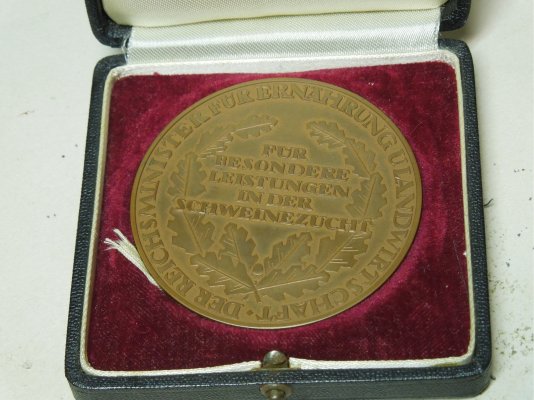 DER REICHSMINISTER FÜR ERNÄHRUNG U LANDWIRTSCHAFT ·
FÜR
BESONDERE
LEISTUNGEN
IN DER
SCHWEINEZUCHT